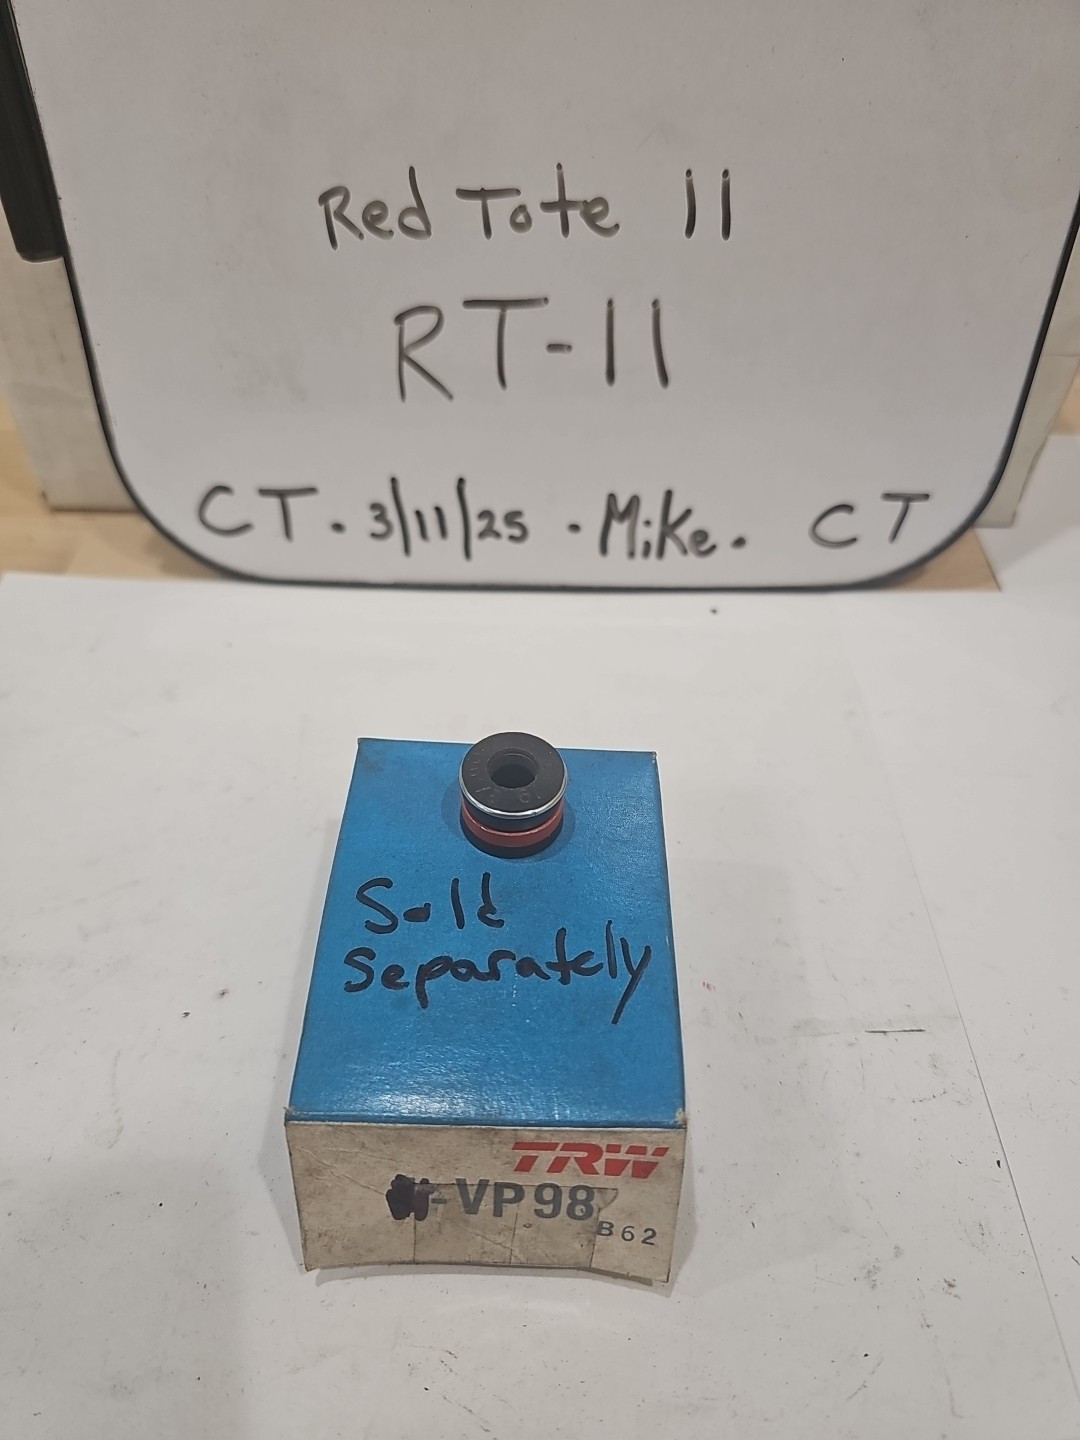 Red Tote 11
RT-11
CT. 3/11/25 . Mike. CT
Sold
Separately
TRW
-VP98
B62